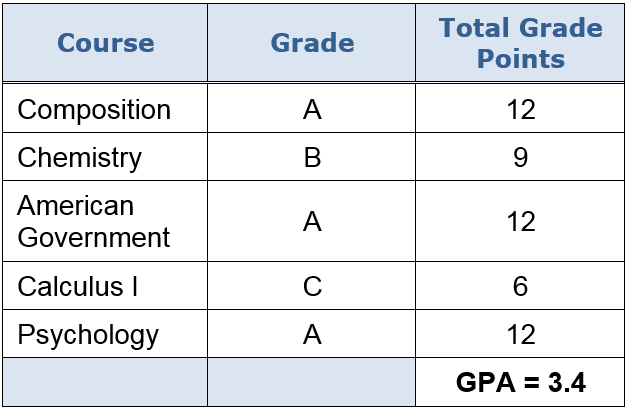 Course Grade Total Grade
Points
Composition A 12
Chemistry B 9
American
Government A 12
Calculus I C 6
Psychology A 12
GPA = 3.4